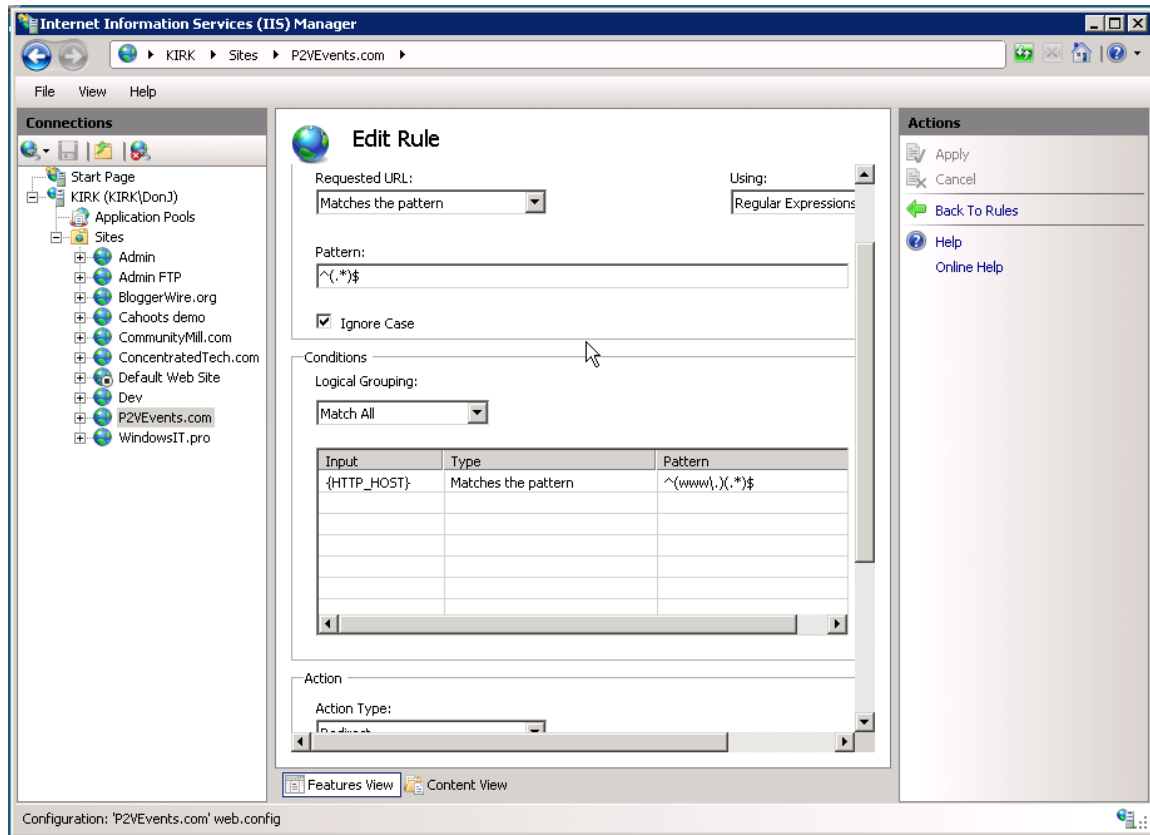 Internet Information Services (IIS) Manager
KIRK Sites P2VEvents.com
File View Help
Connections
Start Page
KIRK (KIRK\DonJ)
Application Pools
Sites
Admin
Admin FTP
BloggerWire.org
Cahoots demo
CommunityMill.com
ConcentratedTech.com
Default Web Site
Dev
P2VEvents.com
WindowsIT.pro
Edit Rule
Requested URL: Using:
Matches the pattern Regular Expressions
Pattern:
^(.*)$
Ignore Case
Conditions
Logical Grouping:
Match All
Input Type Pattern
{HTTP_HOST} Matches the pattern ^(www\.)(.*)$
Action
Action Type:
Redirect
Features View Content View
Actions
Apply
Cancel
Back To Rules
Help
Online Help
Configuration: 'P2VEvents.com' web.config